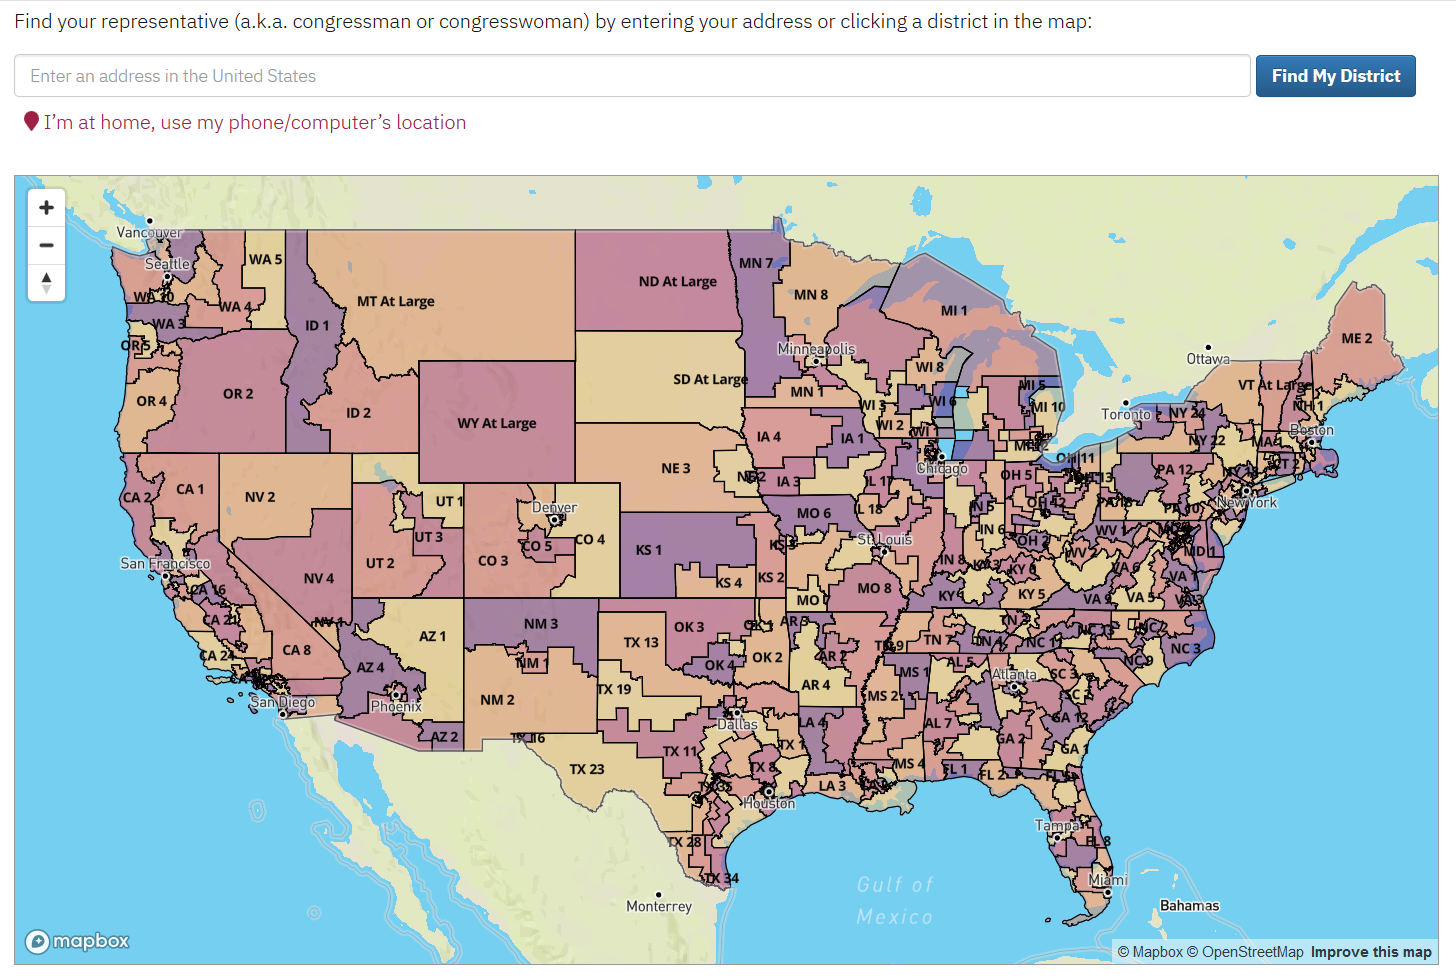 Find your representative (a.k.a. congressman or congresswoman) by entering your address or clicking a district in the map:
Enter an address in the United States
Find My District
I'm at home, use my phone/computer's location
+
−
Vancouver
Seattle
WA 5
WA 10
WA 4
WA 3
MT At Large
ND At Large
MN 7
MN 8
MI 1
ID 1
OR 5
OR 2
OR 4
ID 2
WY At Large
SD At Large
Minneapolis
MN 1
WI 8
WI 3
WI 6
WI 2
WI 1
MI 5
MI 10
Ottawa
Toronto
ME 2
VT At Large
NH 1
NY 24
NY 22
Boston
IA 4
IA 1
IA 3
NE 3
Chicago
OH 11
OH 5
PA 12
New York
CA 2
CA 1
NV 2
UT 1
UT 3
UT 2
Denver
CO 5
CO 4
CO 3
KS 1
KS 4
KS 2
MO 6
IL 17
IL 18
St. Louis
IN 5
IN 6
IN 8
OH 12
OH 2
WV 1
WV 2
MD 1
San Francisco
CA 16
CA 21
CA 24
CA 8
NV 4
NV 1
MO 8
KY 1
KY 5
KY 6
VA 6
VA 1
VA 9
VA 5
VA 3
AZ 1
AZ 4
AZ 2
Phoenix
San Diego
NM 3
NM 1
NM 2
OK 3
OK 4
OK 2
OK 1
TX 13
TX 19
AR 3
AR 2
AR 4
TN 9
TN 7
TN 4
NC 11
NC 2
NC 3
NC 9
AL 5
Atlanta
SC 3
MS 1
MS 2
AL 7
GA 2
GA 12
GA 1
TX 16
TX 23
TX 11
Dallas
TX 1
TX 8
TX 35
Houston
LA 4
LA 3
MS 4
FL 1
FL 2
Tampa
FL 8
Miami
TX 28
TX 34
Monterrey
Gulf of
Mexico
Bahamas
mapbox
© Mapbox © OpenStreetMap Improve this map